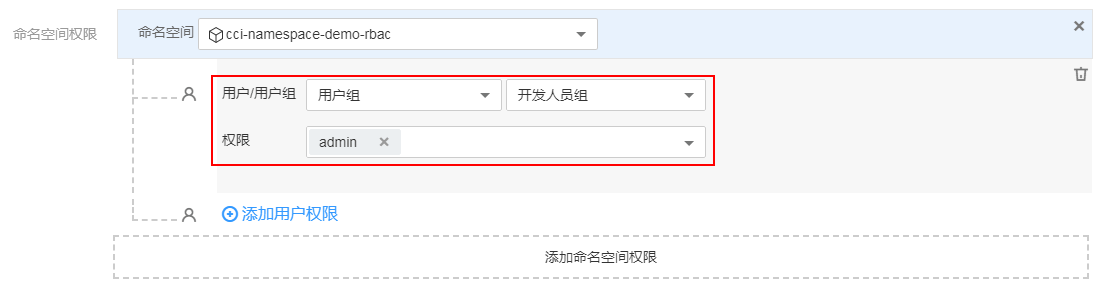 命名空间权限 命名空间 cci-namespace-demo-rbac
用户/用户组 用户组 开发人员组
权限 admin
添加用户权限
添加命名空间权限